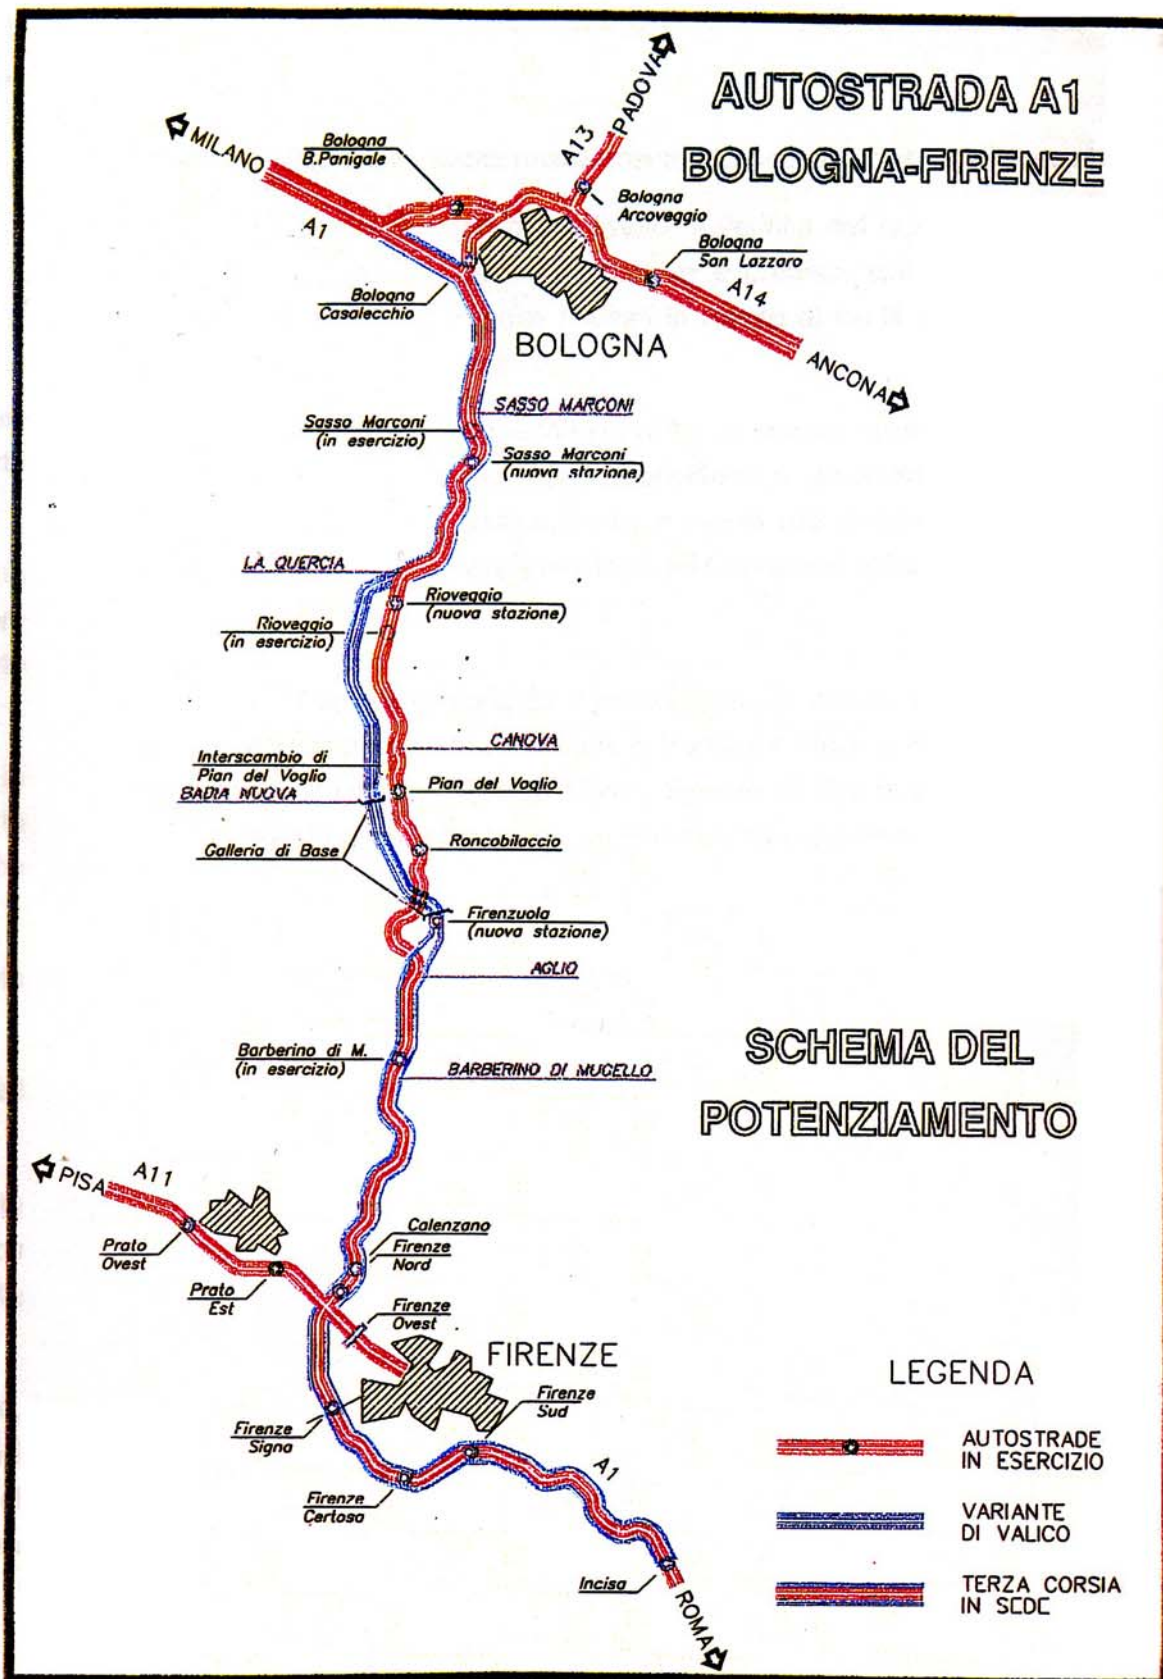 AUTOSTRADA A1
BOLOGNA-FIRENZE
PADOVA
A13
MILANO
A1
Bologna
B.Panigale
Bologna
Arcoveggio
Bologna
San Lazzaro
A14
ANCONA
Bologna
Casalecchio
BOLOGNA
SASSO MARCONI
Sasso Marconi
(in esercizio)
Sasso Marconi
(nuova stazione)
LA QUERCIA
Rioveggio
(nuova stazione)
Rioveggio
(in esercizio)
CANOVA
Interscambio di
Pian del Voglio
BADIA NUOVA
Pian del Voglio
Galleria di Base
Roncobilaccio
Firenzuola
(nuova stazione)
AGLIO
Barberino di M.
(in esercizio)
BARBERINO DI MUGELLO
SCHEMA DEL
POTENZIAMENTO
PISA
A11
Prato
Ovest
Prato
Est
Calenzano
Firenze
Nord
Firenze
Ovest
FIRENZE
Firenze
Signa
Firenze
Sud
Firenze
Certosa
A1
Incisa
ROMA
LEGENDA
AUTOSTRADE
IN ESERCIZIO
VARIANTE
DI VALICO
TERZA CORSIA
IN SEDE